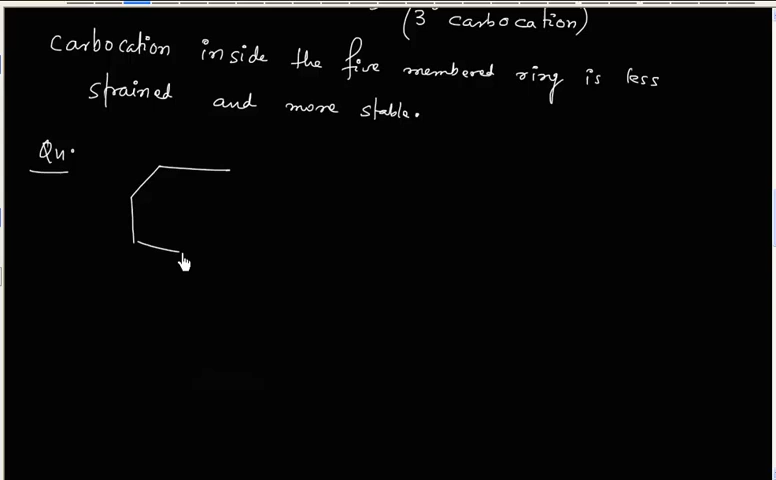 (3° carbocation)
Carbocation inside the five membered ring is less
strained and more stable.
Qu.